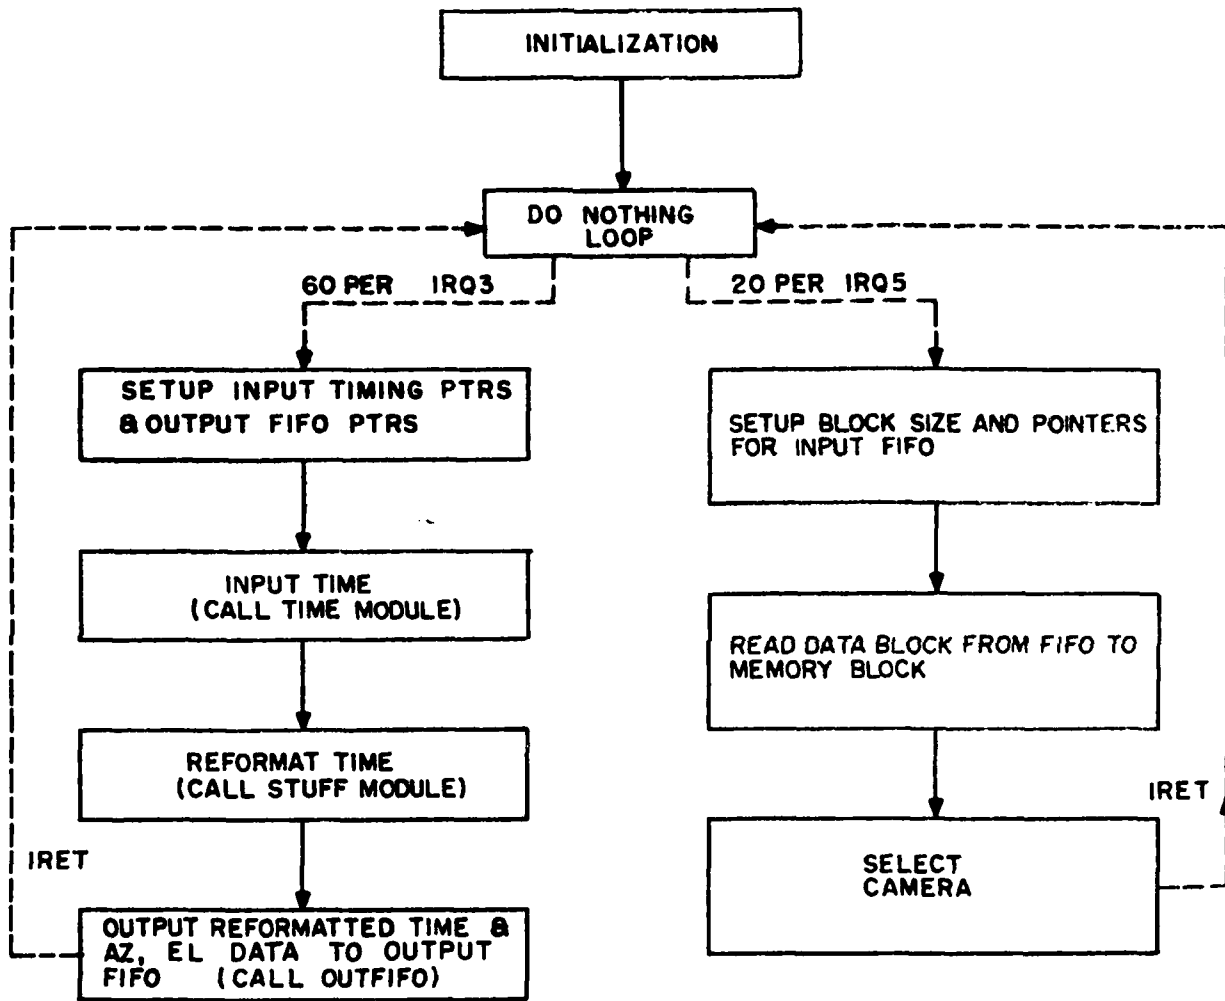 INITIALIZATION
DO NOTHING
LOOP
60 PER IRQ3
20 PER IRQ5
SETUP INPUT TIMING PTRS
& OUTPUT FIFO PTRS
INPUT TIME
(CALL TIME MODULE)
REFORMAT TIME
(CALL STUFF MODULE)
IRET
OUTPUT REFORMATTED TIME &
AZ, EL DATA TO OUTPUT
FIFO (CALL OUTFIFO)
SETUP BLOCK SIZE AND POINTERS
FOR INPUT FIFO
READ DATA BLOCK FROM FIFO TO
MEMORY BLOCK
IRET
SELECT
CAMERA